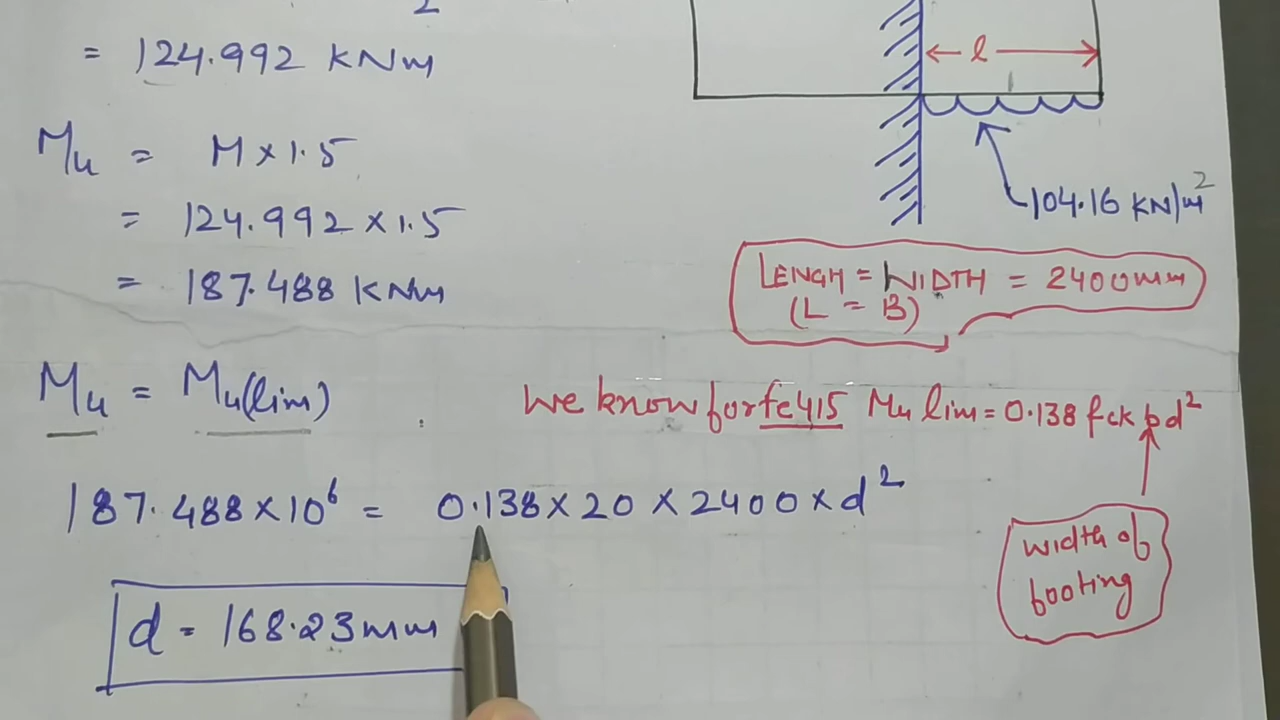 2
= 124.992 KNm
l
Mu = M × 1.5
= 124.992 × 1.5
104.16 KN/m²
= 187.488 KNm
LENGH = WIDTH = 2400mm
(L = B)
Mu = Mu(lim)
We know for fe415 Mu lim = 0.138 fck bd²
187.488 × 10⁶ = 0.138 × 20 × 2400 × d²
width of
footing
d = 168.23mm